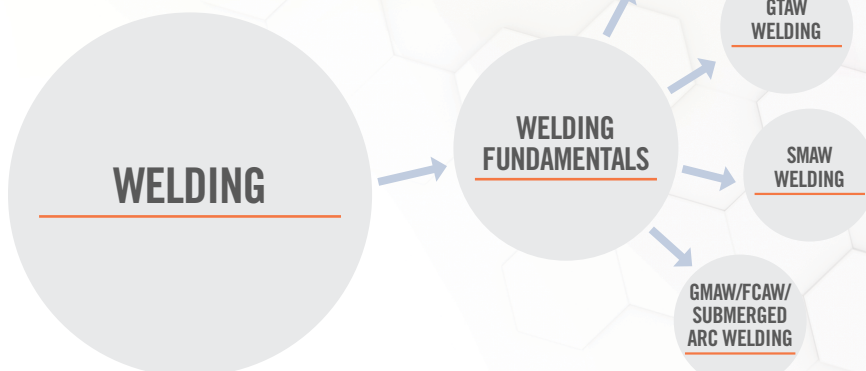 WELDING
WELDING
FUNDAMENTALS
GTAW
WELDING
SMAW
WELDING
GMAW/FCAW/
SUBMERGED
ARC WELDING